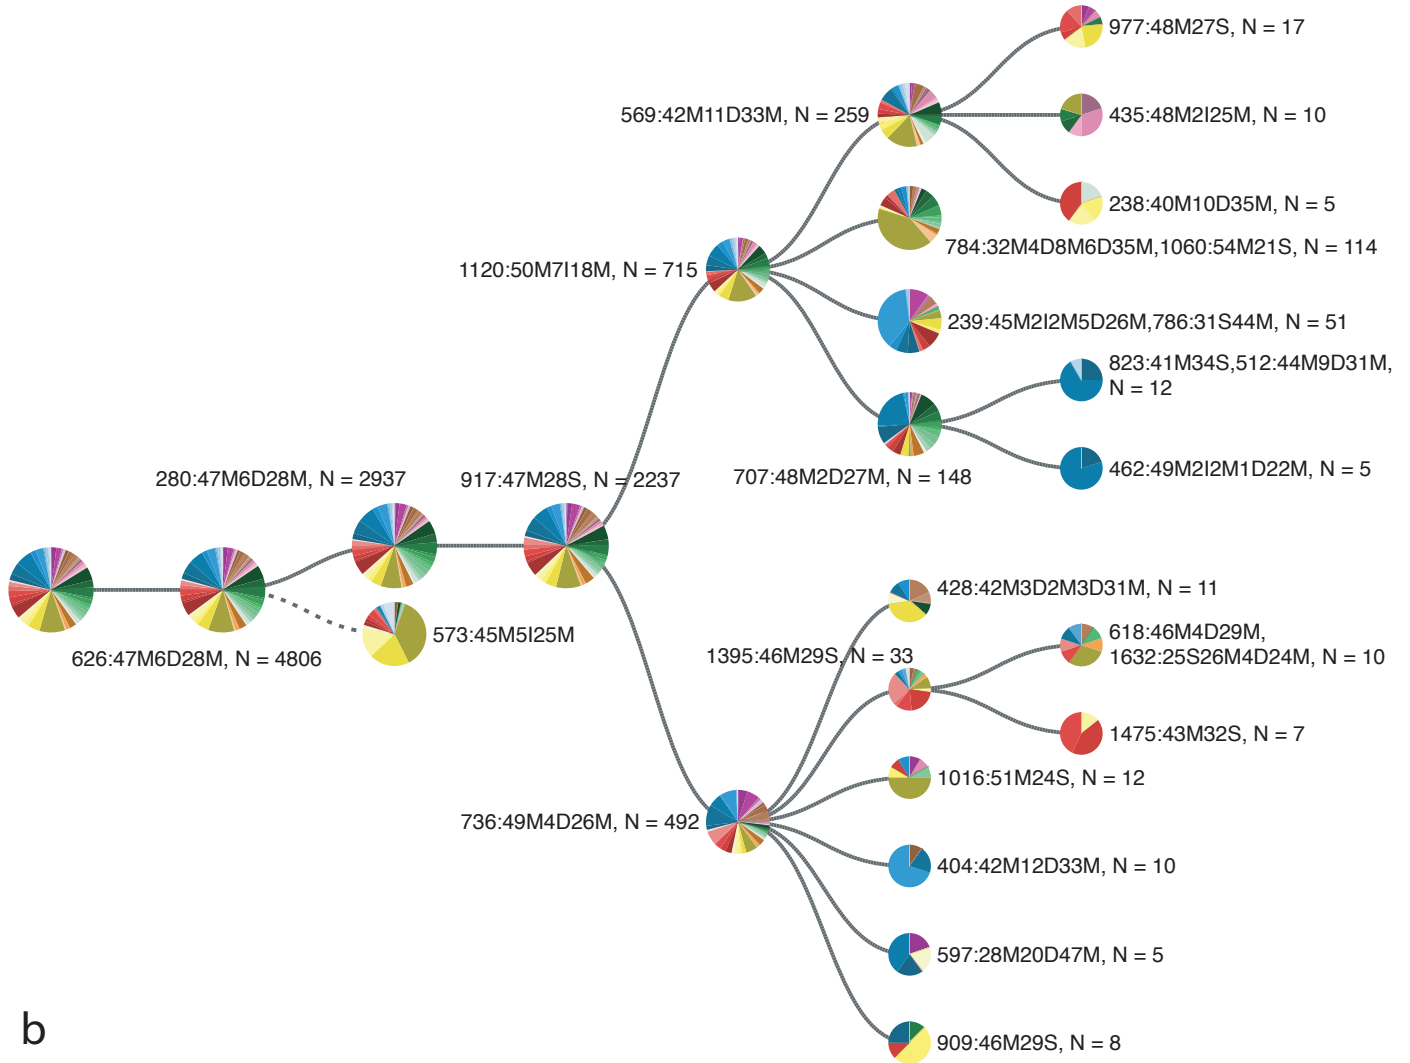 977:48M27S, N = 17
569:42M11D33M, N = 259
435:48M2I25M, N = 10
238:40M10D35M, N = 5
784:32M4D8M6D35M,1060:54M21S, N = 114
1120:50M7I18M, N = 715
239:45M2I2M5D26M,786:31S44M, N = 51
823:41M34S,512:44M9D31M,
N = 12
462:49M2I2M1D22M, N = 5
707:48M2D27M, N = 148
280:47M6D28M, N = 2937
917:47M28S, N = 2237
428:42M3D2M3D31M, N = 11
573:45M5I25M
618:46M4D29M,
1632:25S26M4D24M, N = 10
1395:46M29S, N = 33
626:47M6D28M, N = 4806
1475:43M32S, N = 7
1016:51M24S, N = 12
736:49M4D26M, N = 492
404:42M12D33M, N = 10
597:28M20D47M, N = 5
b
909:46M29S, N = 8